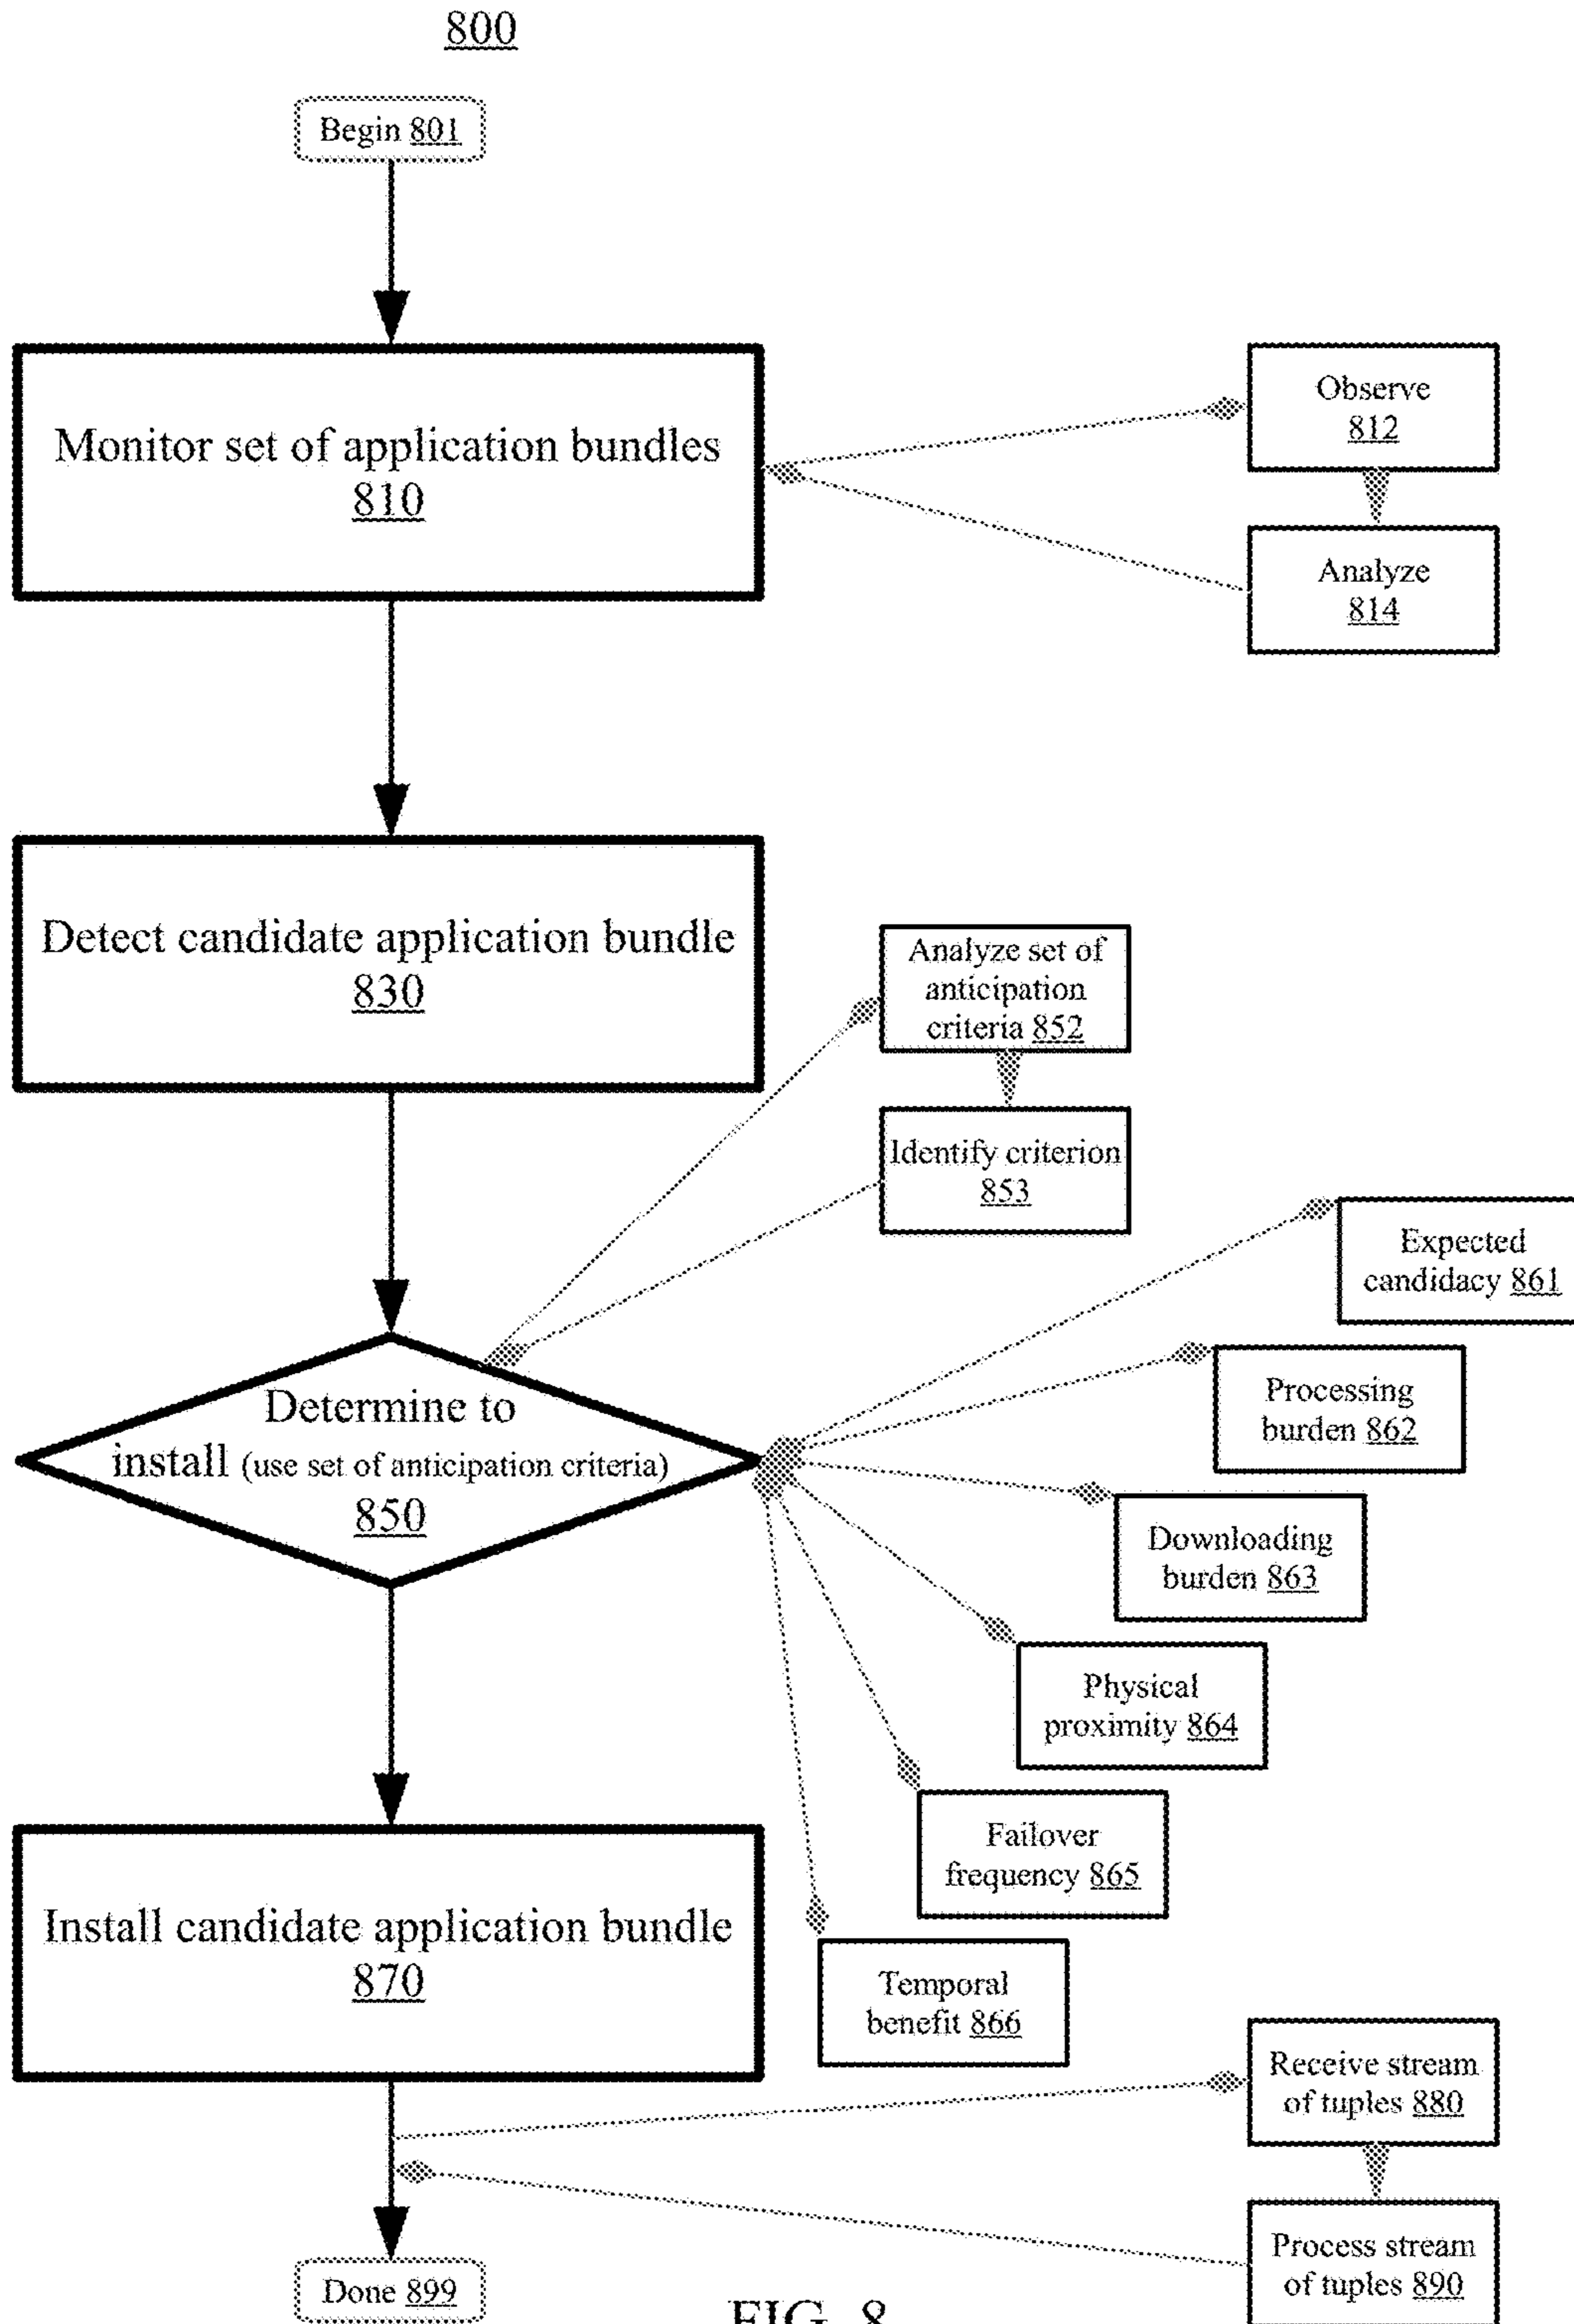 800
Begin 801
Monitor set of application bundles
810
Observe
812
Analyze
814
Detect candidate application bundle
830
Analyze set of
anticipation
criteria 852
Identify criterion
853
Determine to
install (use set of anticipation criteria)
850
Expected
candidacy 861
Processing
burden 862
Downloading
burden 863
Physical
proximity 864
Failover
frequency 865
Temporal
benefit 866
Install candidate application bundle
870
Receive stream
of tuples 880
Process stream
of tuples 890
Done 899
FIG. 8